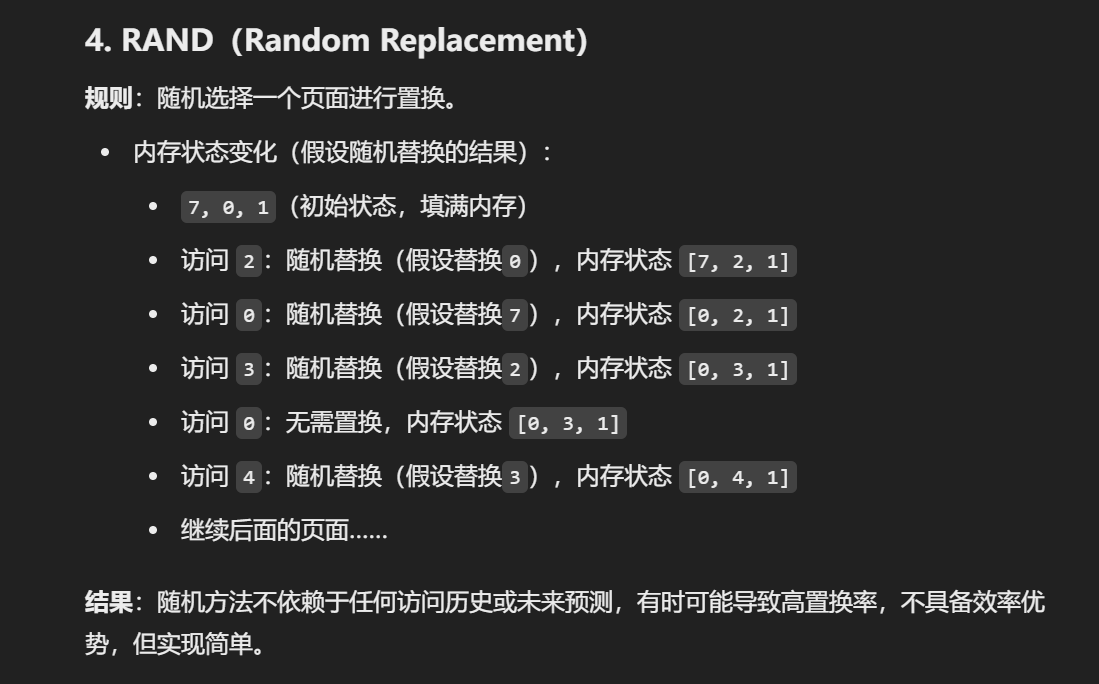 4. RAND（Random Replacement）
规则：随机选择一个页面进行置换。
内存状态变化（假设随机替换的结果）：
7, 0, 1（初始状态，填满内存）
访问 2：随机替换（假设替换0），内存状态 [7, 2, 1]
访问 0：随机替换（假设替换7），内存状态 [0, 2, 1]
访问 3：随机替换（假设替换2），内存状态 [0, 3, 1]
访问 0：无需置换，内存状态 [0, 3, 1]
访问 4：随机替换（假设替换3），内存状态 [0, 4, 1]
继续后面的页面......
结果：随机方法不依赖于任何访问历史或未来预测，有时可能导致高置换率，不具备效率优
势，但实现简单。